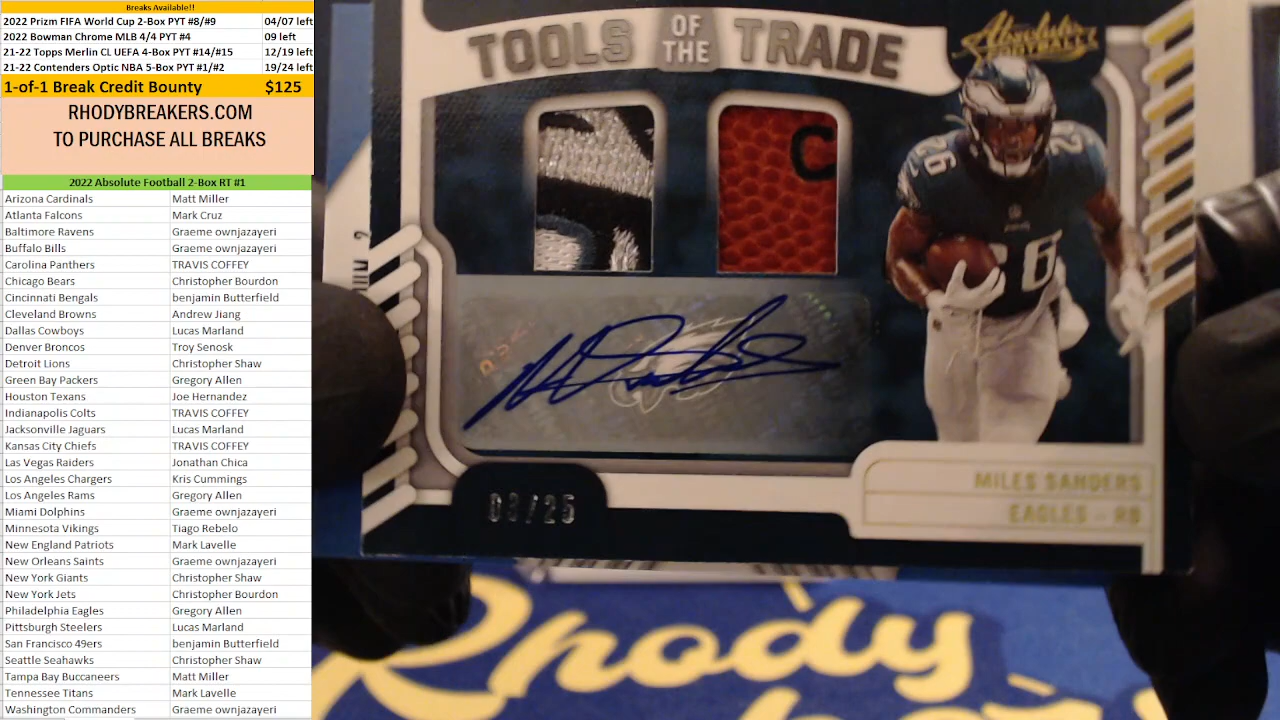 Breaks Available!!
2022 Prizm FIFA World Cup 2-Box PYT #8/#9 04/07 left
2022 Bowman Chrome MLB 4/4 PYT #4 09 left
21-22 Topps Merlin CL UEFA 4-Box PYT #14/#15 12/19 left
21-22 Contenders Optic NBA 5-Box PYT #1/#2 19/24 left
1-of-1 Break Credit Bounty $125
RHODYBREAKERS.COM
TO PURCHASE ALL BREAKS
2022 Absolute Football 2-Box RT #1
Arizona Cardinals Matt Miller
Atlanta Falcons Mark Cruz
Baltimore Ravens Graeme ownjazayeri
Buffalo Bills Graeme ownjazayeri
Carolina Panthers TRAVIS COFFEY
Chicago Bears Christopher Bourdon
Cincinnati Bengals benjamin Butterfield
Cleveland Browns Andrew Jiang
Dallas Cowboys Lucas Marland
Denver Broncos Troy Senosk
Detroit Lions Christopher Shaw
Green Bay Packers Gregory Allen
Houston Texans Joe Hernandez
Indianapolis Colts TRAVIS COFFEY
Jacksonville Jaguars Lucas Marland
Kansas City Chiefs TRAVIS COFFEY
Las Vegas Raiders Jonathan Chica
Los Angeles Chargers Kris Cummings
Los Angeles Rams Gregory Allen
Miami Dolphins Graeme ownjazayeri
Minnesota Vikings Tiago Rebelo
New England Patriots Mark Lavelle
New Orleans Saints Graeme ownjazayeri
New York Giants Christopher Shaw
New York Jets Christopher Bourdon
Philadelphia Eagles Gregory Allen
Pittsburgh Steelers Lucas Marland
San Francisco 49ers benjamin Butterfield
Seattle Seahawks Christopher Shaw
Tampa Bay Buccaneers Matt Miller
Tennessee Titans Mark Lavelle
Washington Commanders Graeme ownjazayeri
TOOLS OF THE TRADE
Absolute
FOOTBALL
C
26
26
26
03/25
MILES SANDERS
EAGLES - RB
Rhody